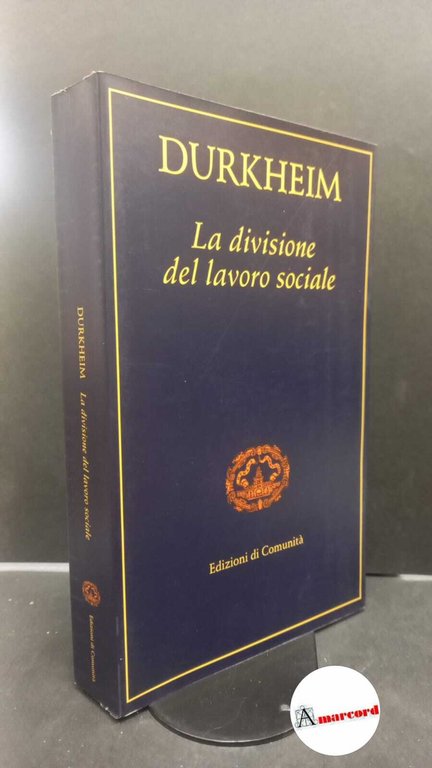 DURKHEIM
La divisione
del lavoro sociale
Edizioni di Comunità
DURKHEIM La divisione del lavoro sociale
Edizioni di Comunità
Amarcord